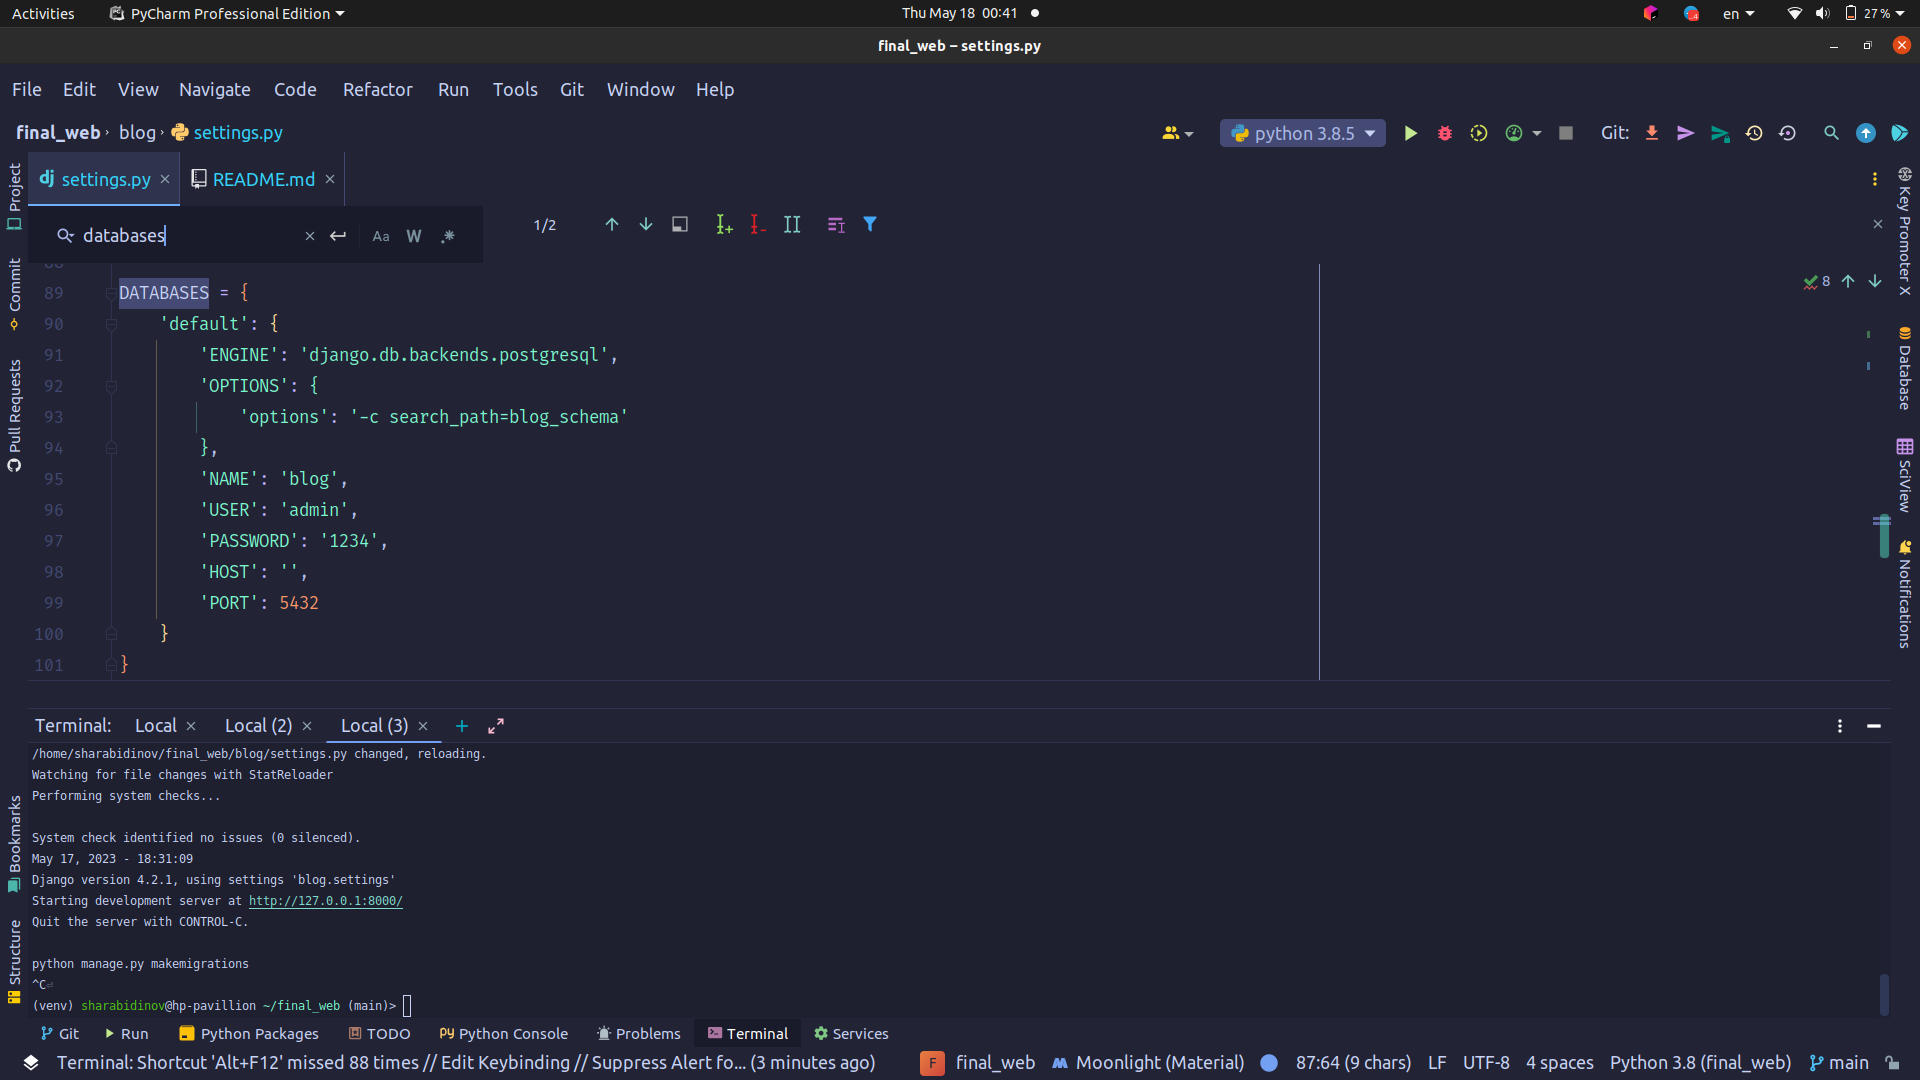 Activities PyCharm Professional Edition Thu May 18 00:41 en 27 %
final_web – settings.py
File Edit View Navigate Code Refactor Run Tools Git Window Help
final_web blog settings.py python 3.8.5 Git:
settings.py README.md
databases Aa W .* 1/2
89 DATABASES = { 8
90 'default': {
91 'ENGINE': 'django.db.backends.postgresql',
92 'OPTIONS': {
93 'options': '-c search_path=blog_schema'
94 },
95 'NAME': 'blog',
96 'USER': 'admin',
97 'PASSWORD': '1234',
98 'HOST': '',
99 'PORT': 5432
100 }
101 }
Project
Commit
Pull Requests
Bookmarks
Structure
Key Promoter X
Database
SciView
Notifications
Terminal: Local Local (2) Local (3)
/home/sharabidinov/final_web/blog/settings.py changed, reloading.
Watching for file changes with StatReloader
Performing system checks...
System check identified no issues (0 silenced).
May 17, 2023 - 18:31:09
Django version 4.2.1, using settings 'blog.settings'
Starting development server at http://127.0.0.1:8000/
Quit the server with CONTROL-C.
python manage.py makemigrations
^C⏎
(venv) sharabidinov@hp-pavillion ~/final_web (main)>
Git Run Python Packages TODO Python Console Problems Terminal Services
Terminal: Shortcut 'Alt+F12' missed 88 times // Edit Keybinding // Suppress Alert fo... (3 minutes ago) F final_web Moonlight (Material) 87:64 (9 chars) LF UTF-8 4 spaces Python 3.8 (final_web) main